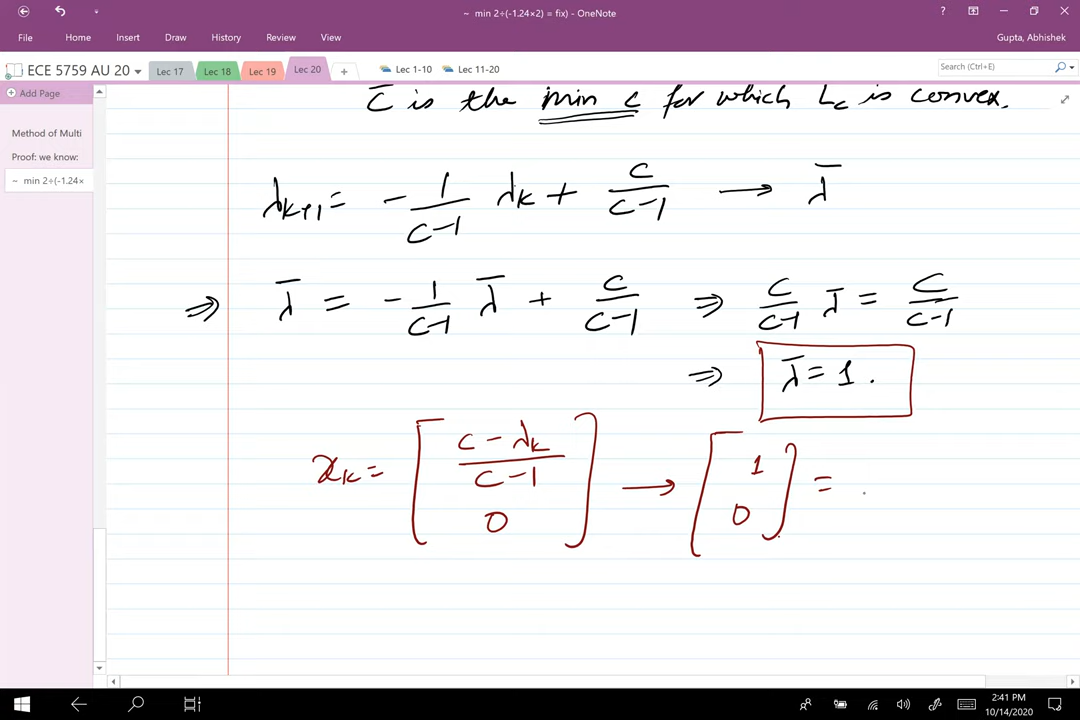 ~ min 2÷(-1.24×2) = fix) - OneNote
File Home Insert Draw History Review View
Gupta, Abhishek
ECE 5759 AU 20 Lec 17 Lec 18 Lec 19 Lec 20 + Lec 1-10 Lec 11-20
Search (Ctrl+E)
Add Page
Method of Multi
Proof: we know:
~ min 2÷(-1.24×
C̅ is the min c for which L_c is convex.
λ_{k+1} = - 1/(c-1) λ_k + c/(c-1) → λ̅
⇒ λ̅ = - 1/(c-1) λ̅ + c/(c-1) ⇒ c/(c-1) λ̅ = c/(c-1)
⇒ λ̅ = 1.
x_k = [ (c - λ_k)/(c-1) 0 ] → [ 1 0 ] =
2:41 PM
10/14/2020